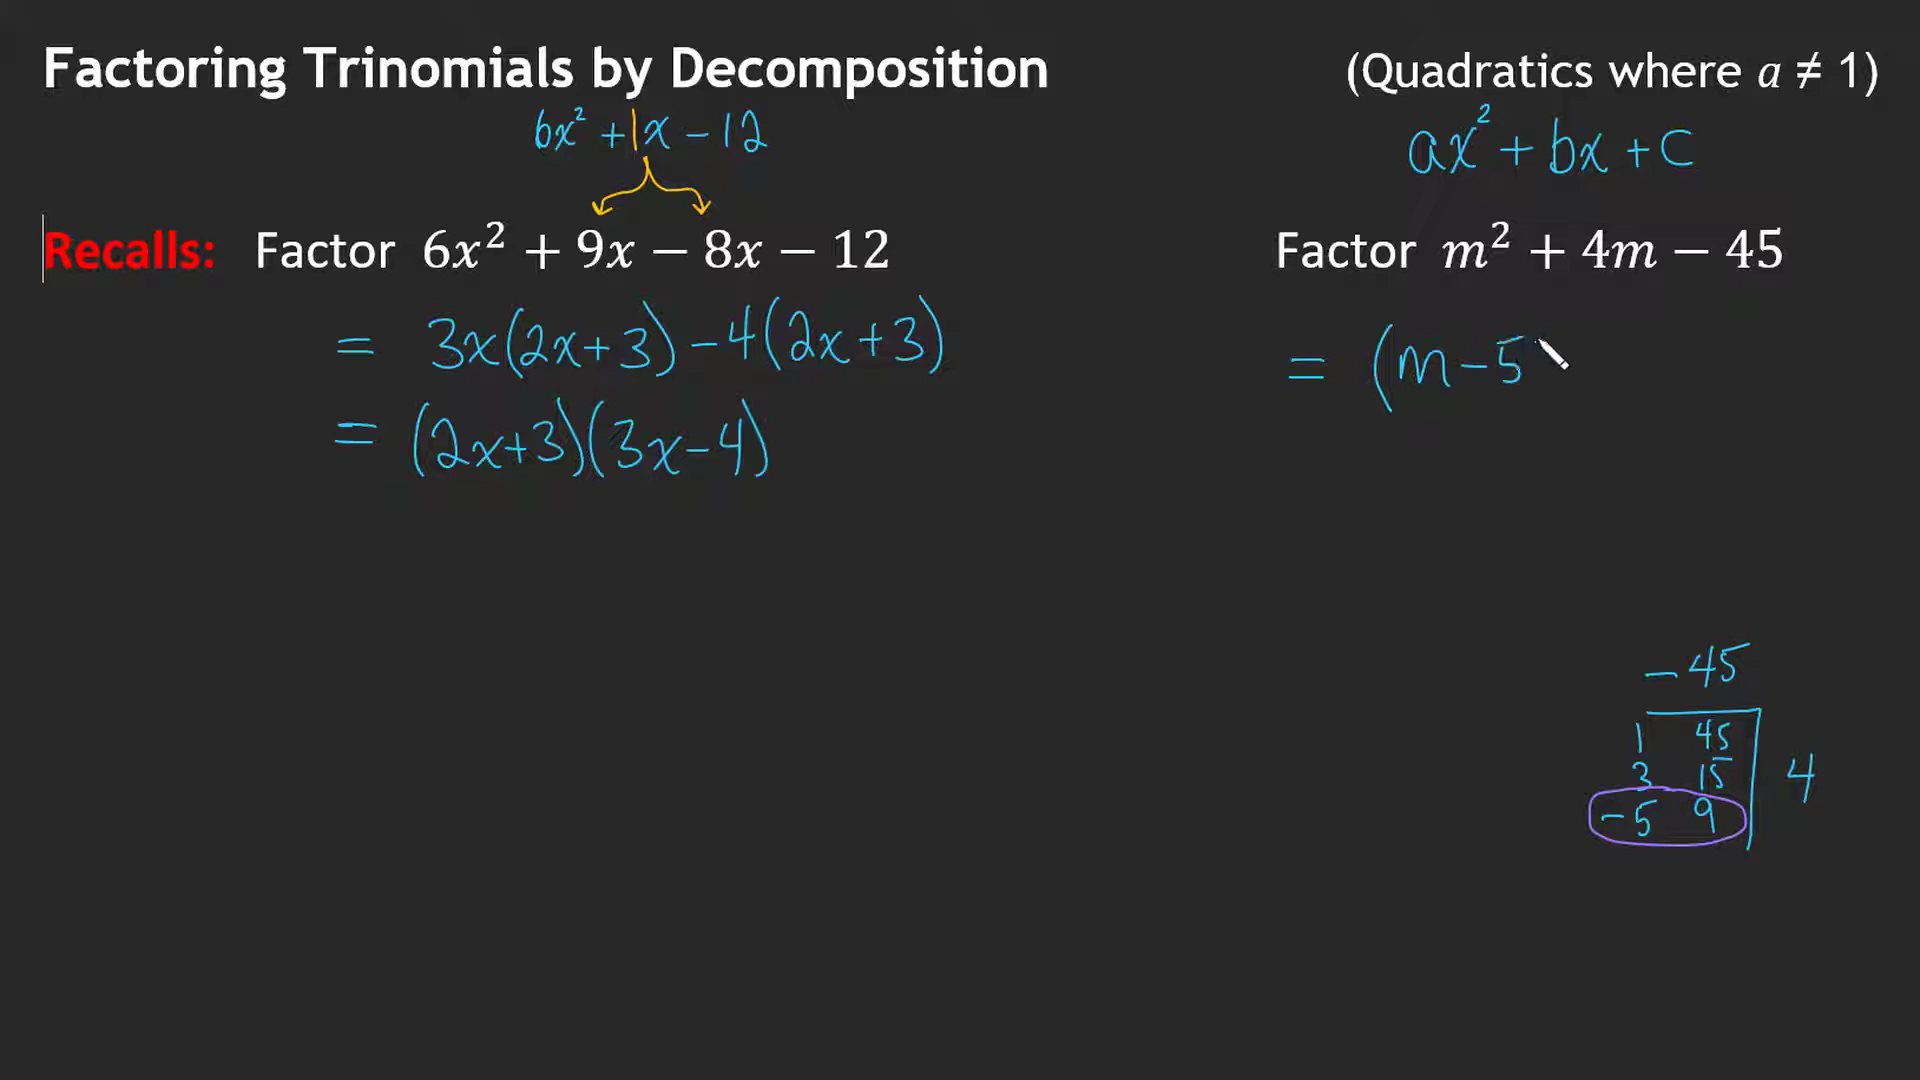 Factoring Trinomials by Decomposition (Quadratics where a ≠ 1)
6x² + 1x − 12
ax² + bx + c
Recalls: Factor 6x² + 9x − 8x − 12
= 3x(2x+3) − 4(2x+3)
= (2x+3)(3x−4)
Factor m² + 4m − 45
= (m − 5
− 45
1 45
3 15
−5 9
4